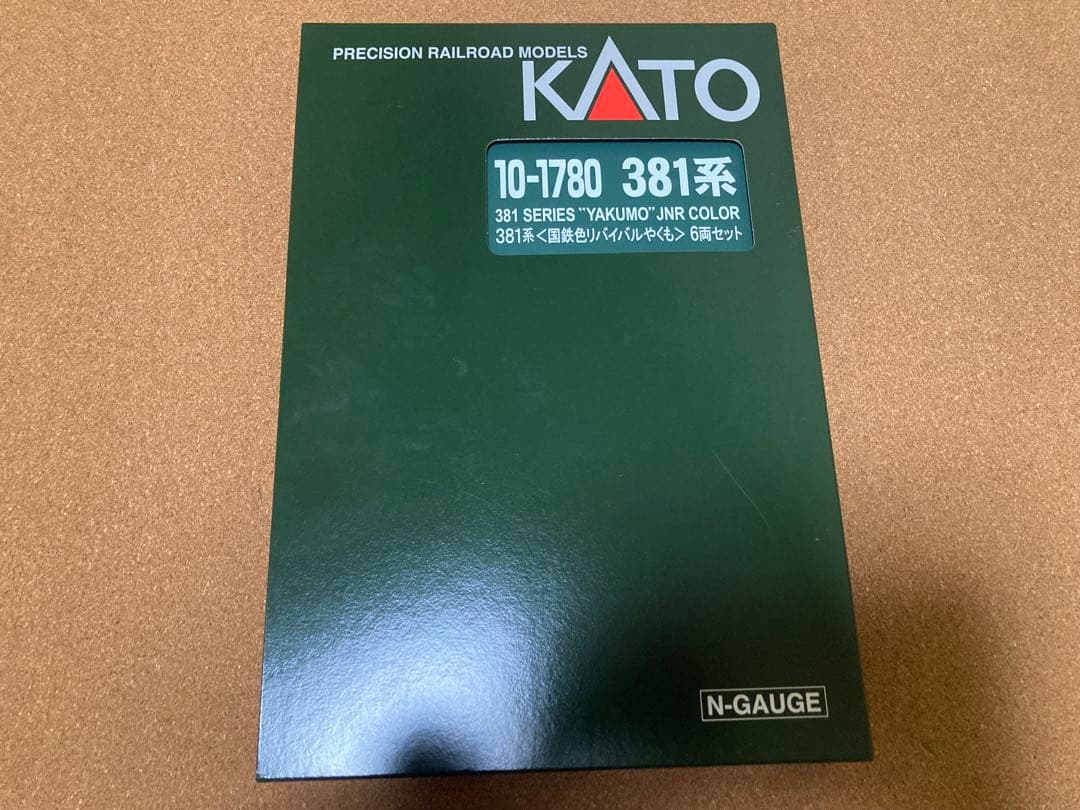 PRECISION RAILROAD MODELS
KATO
10-1780 381系
381 SERIES "YAKUMO" JNR COLOR
381系<国鉄色リバイバルやくも> 6両セット
N-GAUGE